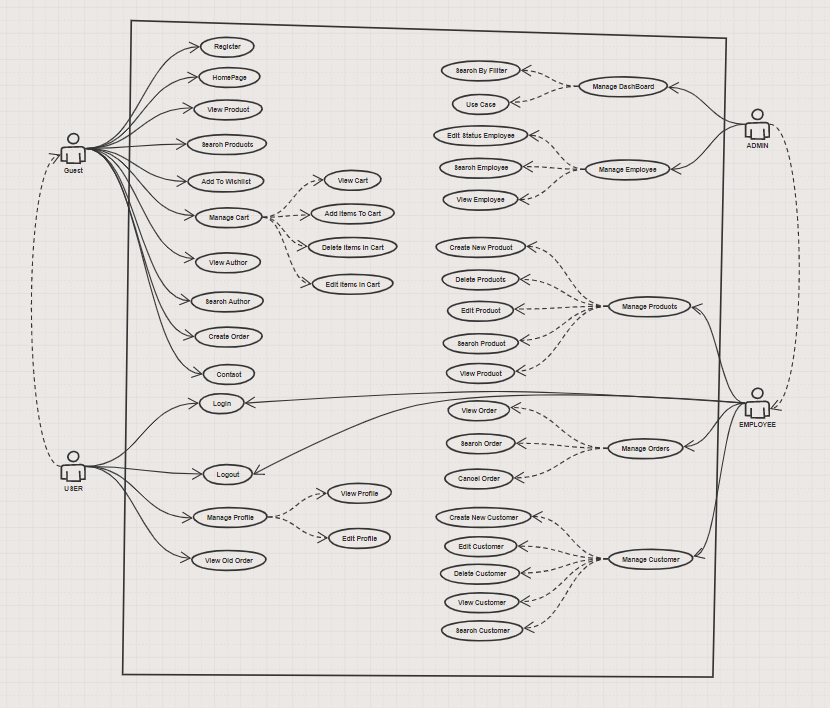 Register
HomePage
View Product
Search Products
Add To Wishlist
Manage Cart
View Author
Search Author
Create Order
Contact
Login
Logout
Manage Profile
View Old Order
Guest
USER
View Cart
Add Items To Cart
Delete Items In Cart
Edit Items In Cart
View Profile
Edit Profile
Search By Fillter
Use Case
Edit Status Employee
Search Employee
View Employee
Create New Product
Delete Products
Edit Product
Search Product
View Product
View Order
Search Order
Cancel Order
Create New Customer
Edit Customer
Delete Customer
View Customer
Search Customer
Manage DashBoard
Manage Employee
Manage Products
Manage Orders
Manage Customer
ADMIN
EMPLOYEE